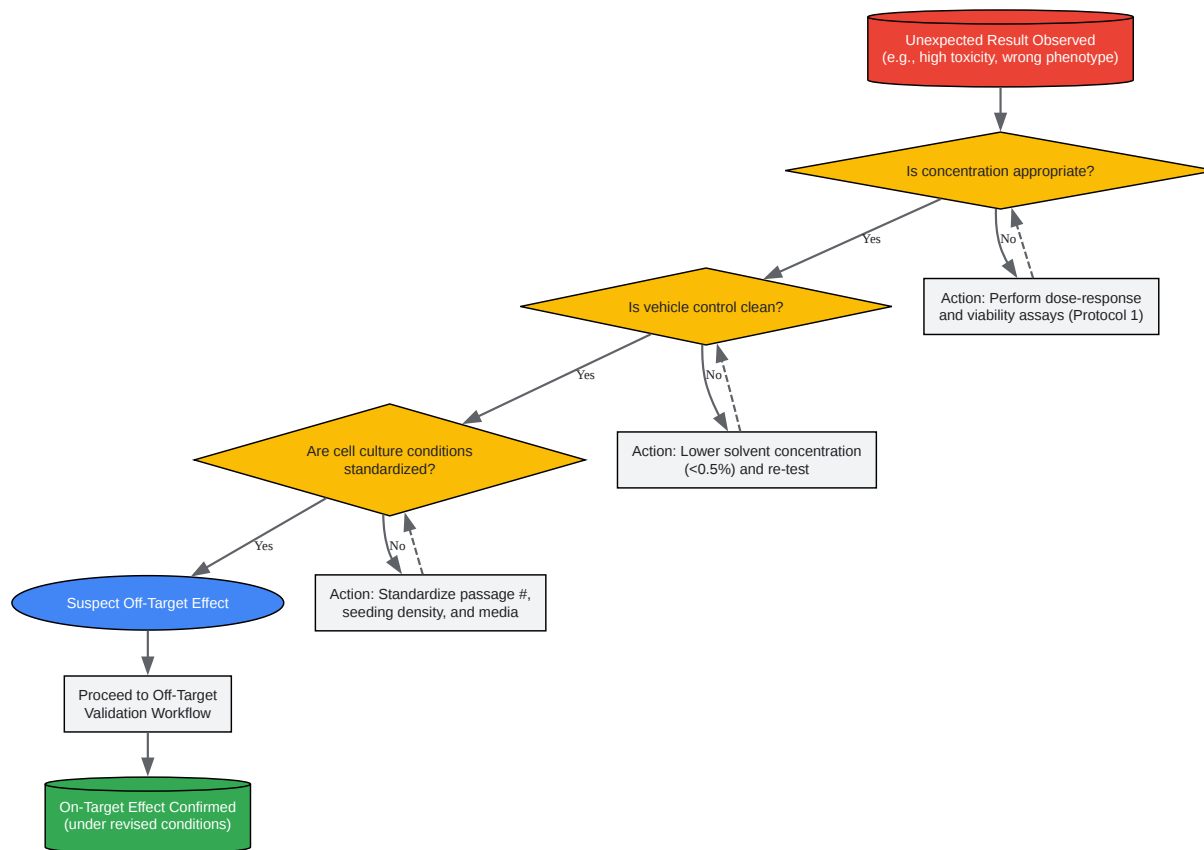 Unexpected Result Observed
(e.g., high toxicity, wrong phenotype)
Is concentration appropriate?
Yes
No
Action: Perform dose-response
and viability assays (Protocol 1)
Is vehicle control clean?
Yes
No
Action: Lower solvent concentration
(<0.5%) and re-test
Are cell culture conditions
standardized?
Yes
No
Action: Standardize passage #,
seeding density, and media
Suspect Off-Target Effect
Proceed to Off-Target
Validation Workflow
On-Target Effect Confirmed
(under revised conditions)